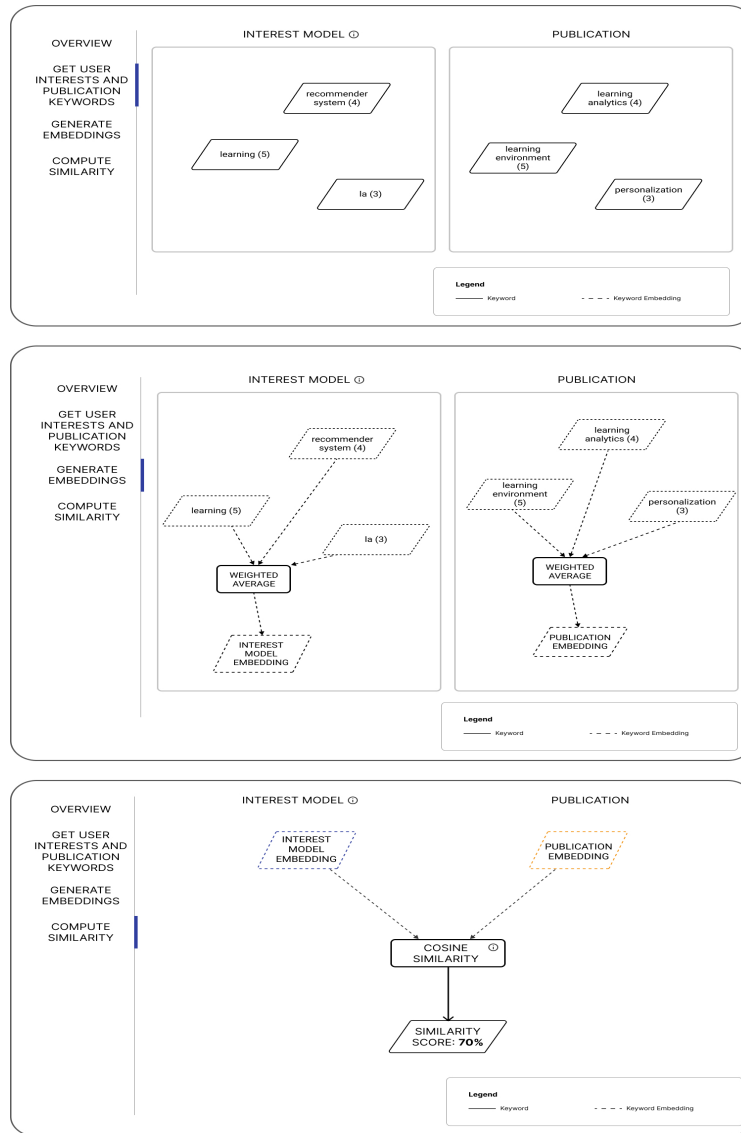 OVERVIEW
GET USER
INTERESTS AND
PUBLICATION
KEYWORDS
GENERATE
EMBEDDINGS
COMPUTE
SIMILARITY
INTEREST MODEL ⓘ
recommender
system (4)
learning (5)
la (3)
PUBLICATION
learning
analytics (4)
learning
environment
(5)
personalization
(3)
Legend
Keyword
Keyword Embedding
OVERVIEW
GET USER
INTERESTS AND
PUBLICATION
KEYWORDS
GENERATE
EMBEDDINGS
COMPUTE
SIMILARITY
INTEREST MODEL ⓘ
recommender
system (4)
learning (5)
la (3)
WEIGHTED
AVERAGE
INTEREST
MODEL
EMBEDDING
PUBLICATION
learning
analytics (4)
learning
environment
(5)
personalization
(3)
WEIGHTED
AVERAGE
PUBLICATION
EMBEDDING
Legend
Keyword
Keyword Embedding
OVERVIEW
GET USER
INTERESTS AND
PUBLICATION
KEYWORDS
GENERATE
EMBEDDINGS
COMPUTE
SIMILARITY
INTEREST MODEL ⓘ
PUBLICATION
INTEREST
MODEL
EMBEDDING
PUBLICATION
EMBEDDING
COSINE ⓘ
SIMILARITY
SIMILARITY
SCORE: 70%
Legend
Keyword
Keyword Embedding